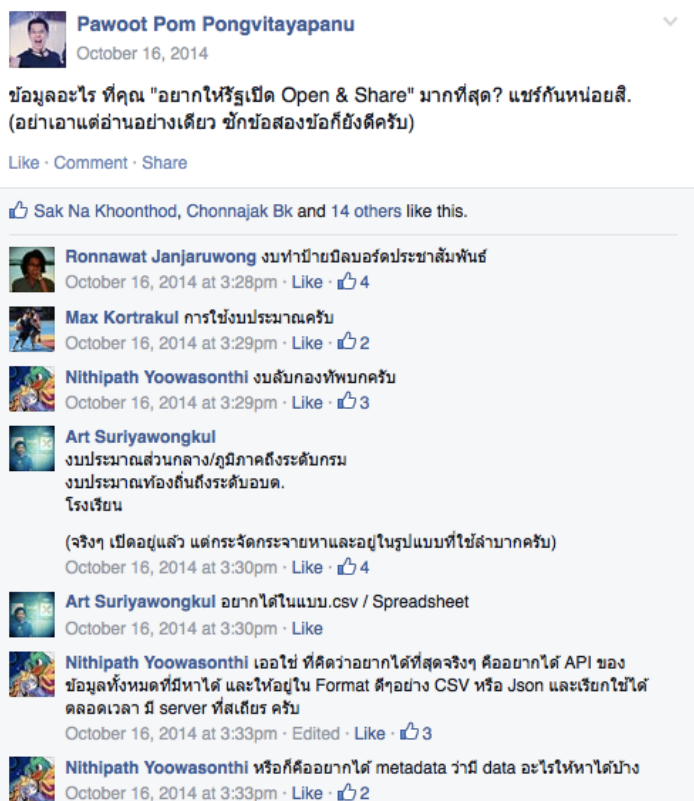 Pawoot Pom Pongvitayapanu
October 16, 2014
ข้อมูลอะไร ที่คุณ "อยากให้รัฐเปิด Open & Share" มากที่สุด? แชร์กันหน่อยสิ.
(อย่าเอาแต่อ่านอย่างเดียว ซักข้อสองข้อก็ยังดีครับ)
Like · Comment · Share
Sak Na Khoonthod, Chonnajak Bk and 14 others like this.
Ronnawat Janjaruwong งบทำป้ายบิลบอร์ดประชาสัมพันธ์
October 16, 2014 at 3:28pm · Like · 4
Max Kortrakul การใช้งบประมาณครับ
October 16, 2014 at 3:29pm · Like · 2
Nithipath Yoowasonthi งบลับกองทัพบกครับ
October 16, 2014 at 3:29pm · Like · 3
Art Suriyawongkul
งบประมาณส่วนกลาง/ภูมิภาคถึงระดับกรม
งบประมาณท้องถิ่นถึงระดับอบต.
โรงเรียน
(จริงๆ เปิดอยู่แล้ว แต่กระจัดกระจายหาและอยู่ในรูปแบบที่ใช้ลำบากครับ)
October 16, 2014 at 3:30pm · Like · 4
Art Suriyawongkul อยากได้ในแบบ.csv / Spreadsheet
October 16, 2014 at 3:30pm · Like
Nithipath Yoowasonthi เออใช่ ที่คิดว่าอยากได้ที่สุดจริงๆ คืออยากได้ API ของ
ข้อมูลทั้งหมดที่มีหาได้ และให้อยู่ใน Format ดีๆอย่าง CSV หรือ Json และเรียกใช้ได้
ตลอดเวลา มี server ที่สเถียร ครับ
October 16, 2014 at 3:33pm · Edited · Like · 3
Nithipath Yoowasonthi หรือก็คืออยากได้ metadata ว่ามี data อะไรให้หาได้บ้าง
October 16, 2014 at 3:33pm · Like · 2